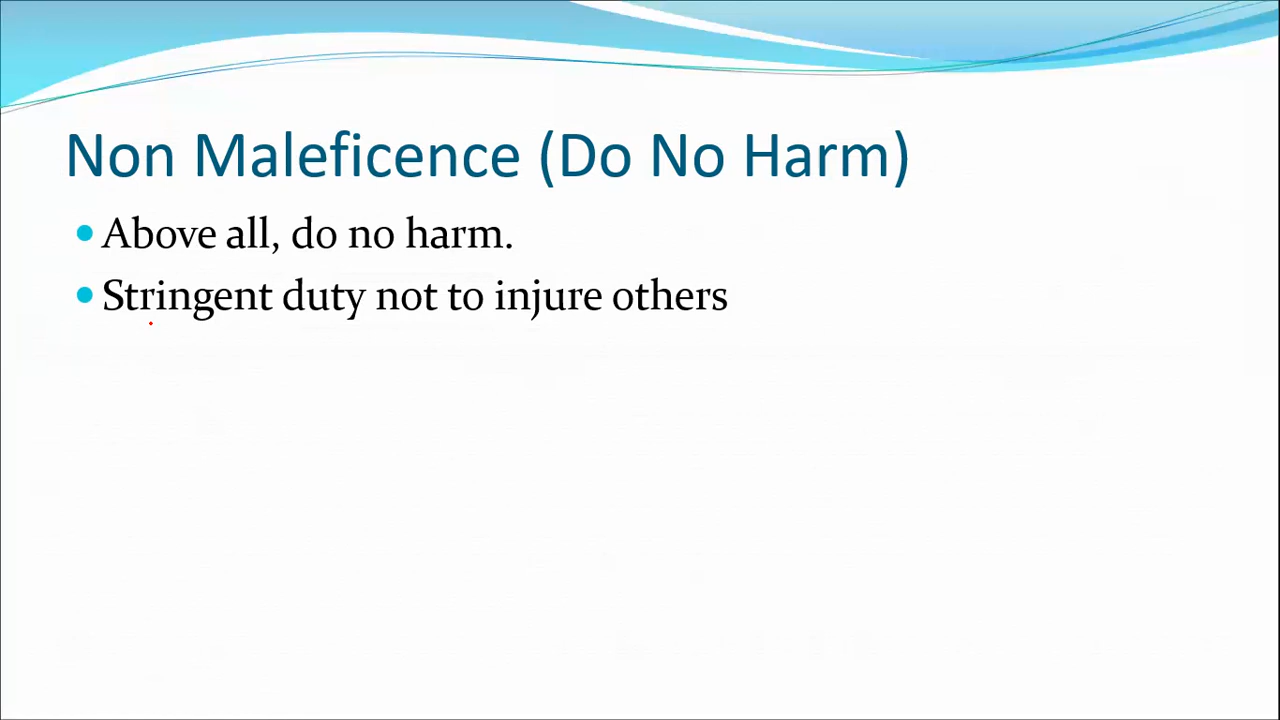 Non Maleficence (Do No Harm)
Above all, do no harm.
Stringent duty not to injure others